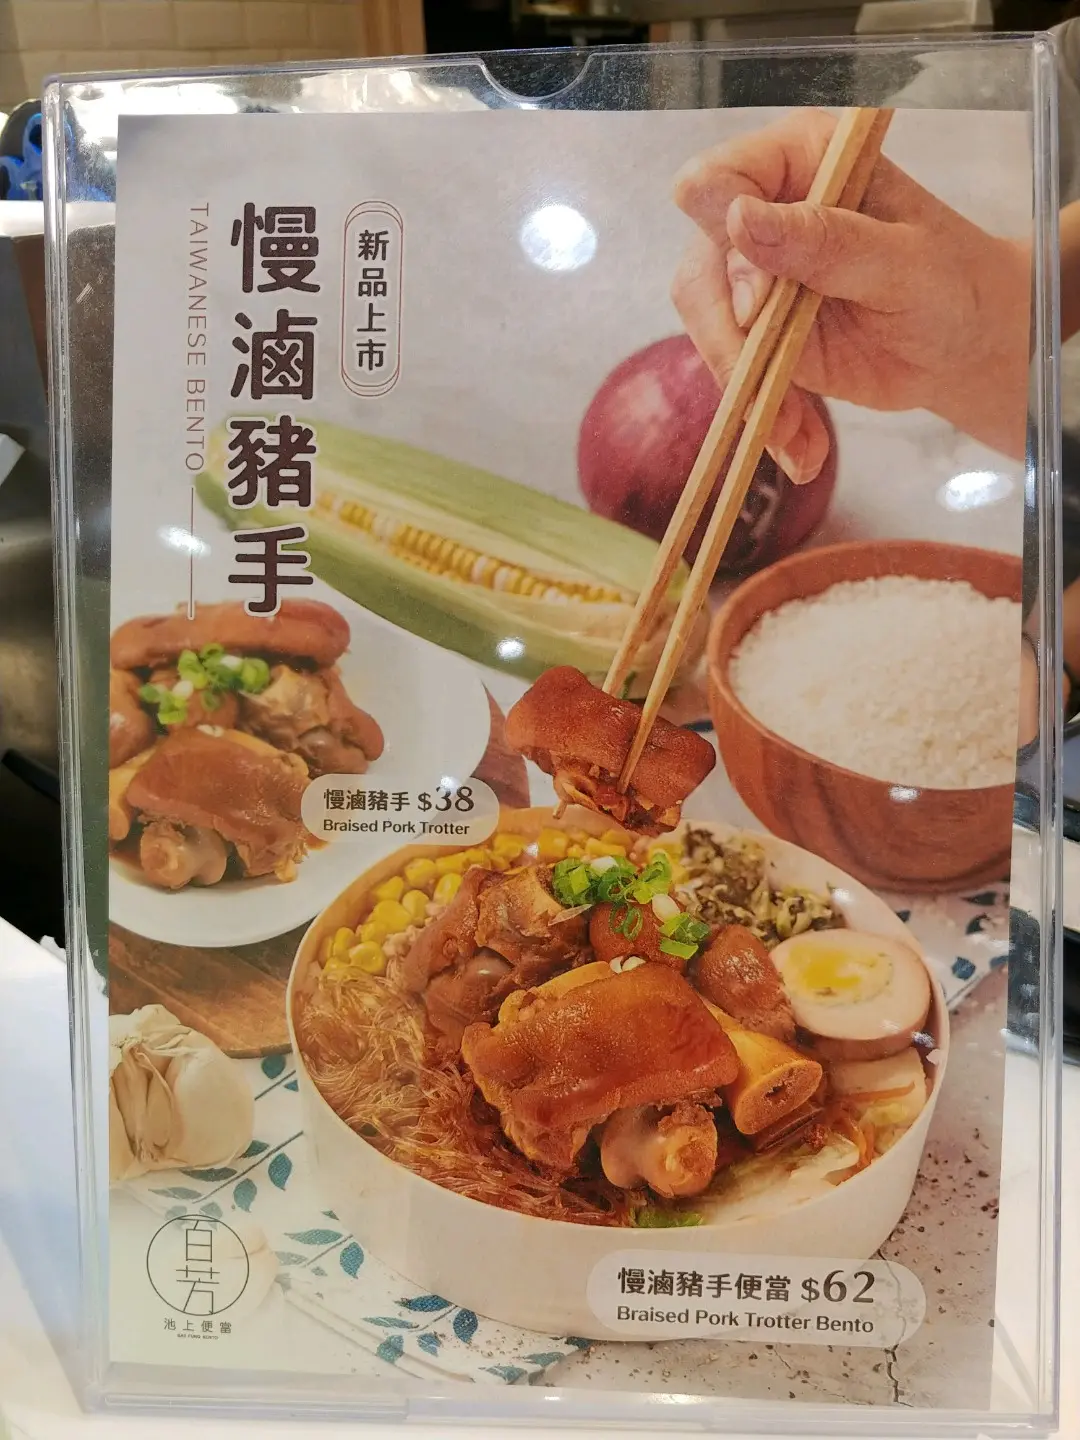 新品上市
慢滷豬手
TAIWANESE BENTO
慢滷豬手 $38
Braised Pork Trotter
慢滷豬手便當 $62
Braised Pork Trotter Bento
百芳
池上便當